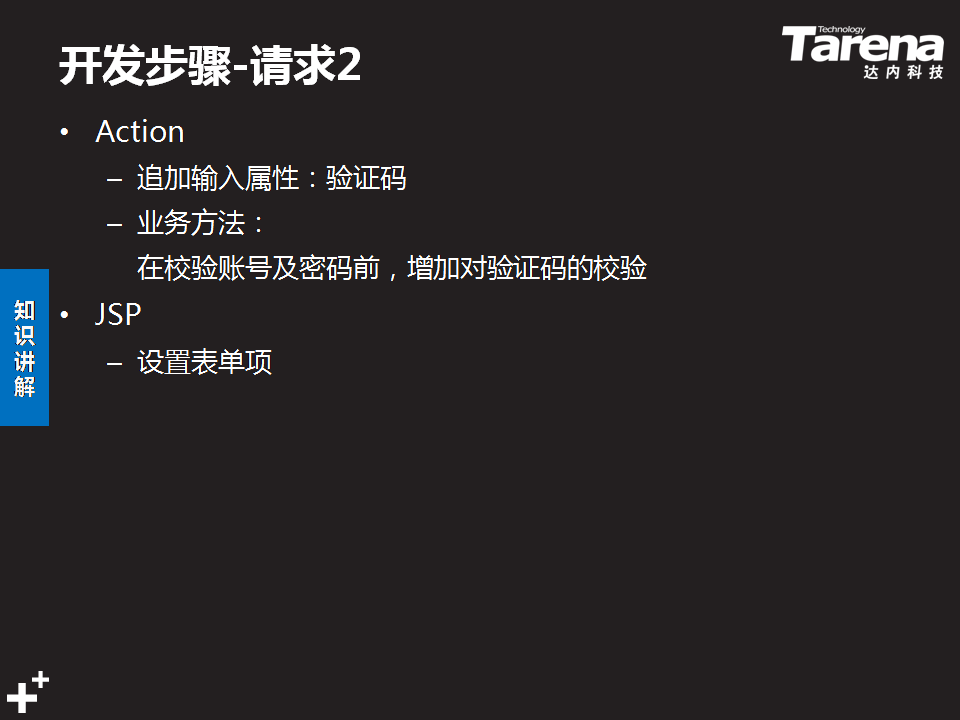 开发步骤-请求2
Technology
Tarena
达内科技
• Action
– 追加输入属性：验证码
– 业务方法：
在校验账号及密码前，增加对验证码的校验
• JSP
– 设置表单项
知识讲解